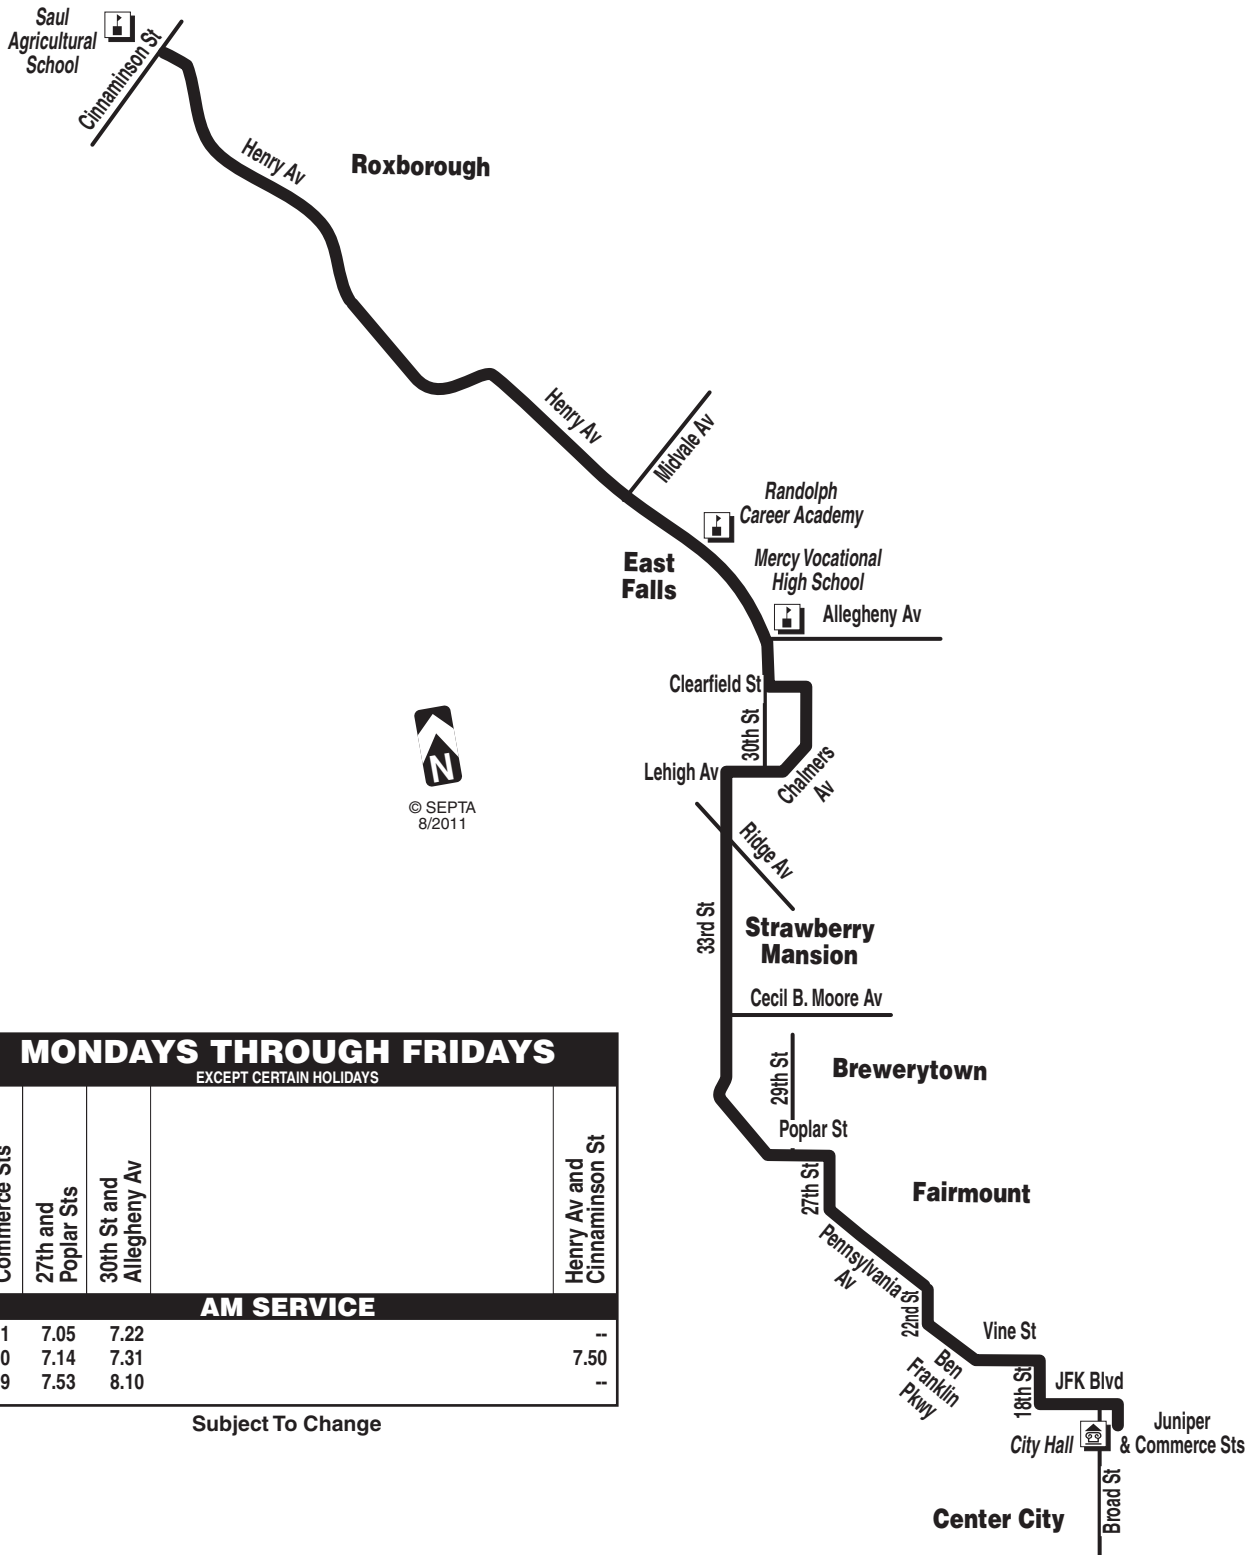 Saul
Agricultural
School
Cinnaminson St
Henry Av
Roxborough
Henry Av
Midvale Av
Randolph
Career Academy
East
Falls
Mercy Vocational
High School
Allegheny Av
Clearfield St
30th St
N
© SEPTA
8/2011
Lehigh Av
Chalmers
Av
Ridge Av
33rd St
Strawberry
Mansion
Cecil B. Moore Av
29th St
Brewerytown
Poplar St
27th St
Fairmount
Pennsylvania
Av
22nd St
Vine St
Ben
Franklin
Pkwy
18th St
JFK Blvd
Juniper
& Commerce Sts
City Hall
Broad St
Center City
MONDAYS THROUGH FRIDAYS
EXCEPT CERTAIN HOLIDAYS
Commerce Sts
27th and
Poplar Sts
30th St and
Allegheny Av
Henry Av and
Cinnaminson St
AM SERVICE
1 7.05 7.22 --
0 7.14 7.31 7.50
9 7.53 8.10 --
Subject To Change